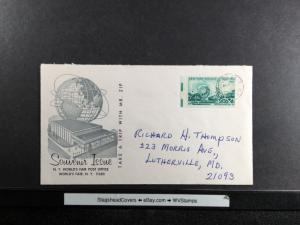 TAKE A TRIP WITH MR. ZIP
Souvenir Issue
N. Y. WORLD'S FAIR POST OFFICE
WORLD'S FAIR, N. Y. 11380
RICHARD H. THOMPSON
323 MORRIS AVE.,
LUTHERVILLE, MD.
21093
StagsheadCovers - eBay.com - WVStamps